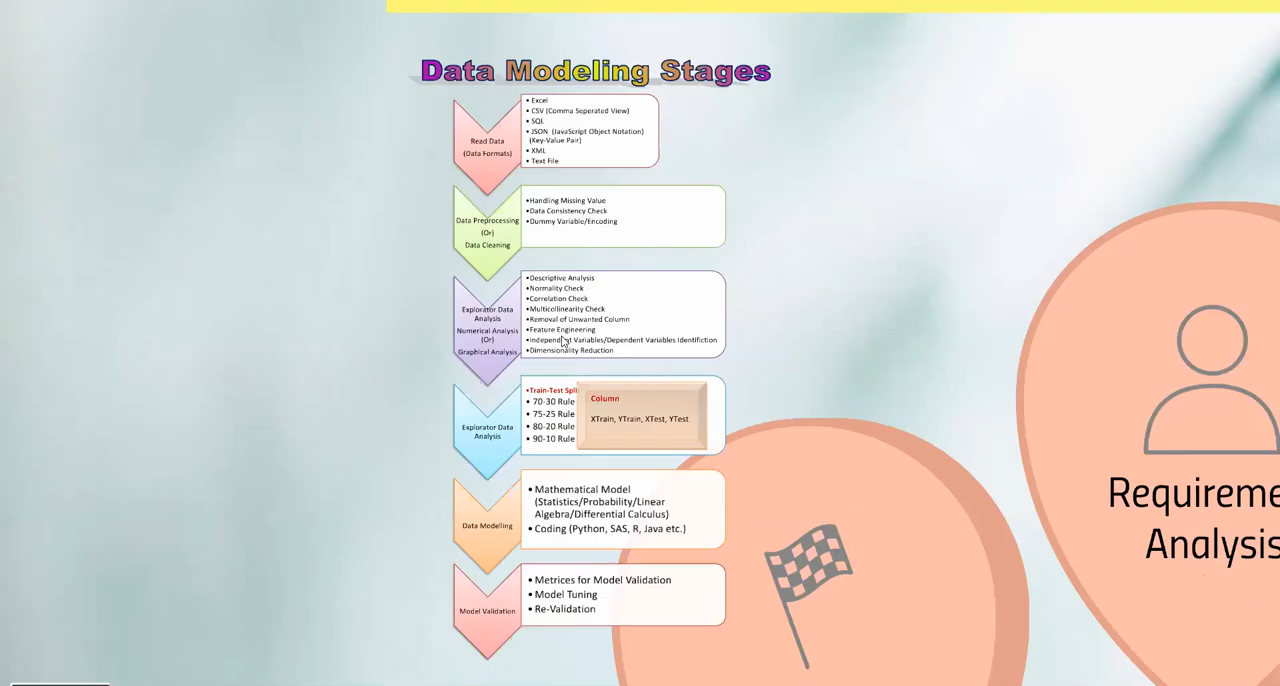 Data Modeling Stages
Read Data
(Data Formats)
• Excel
• CSV (Comma Seperated View)
• SQL
• JSON (JavaScript Object Notation)
(Key-Value Pair)
• XML
• Text File
Data Preprocessing
(Or)
Data Cleaning
•Handling Missing Value
•Data Consistency Check
•Dummy Variable/Encoding
Explorator Data
Analysis
Numerical Analysis
(Or)
Graphical Analysis
•Descriptive Analysis
•Normality Check
•Correlation Check
•Multicollinearity Check
•Removal of Unwanted Column
•Feature Engineering
•Independent Variables/Dependent Variables Identifiction
•Dimensionality Reduction
Explorator Data
Analysis
•Train-Test Spli
• 70-30 Rule
• 75-25 Rule
• 80-20 Rule
• 90-10 Rule
Column
XTrain, YTrain, XTest, YTest
Data Modelling
• Mathematical Model
(Statistics/Probability/Linear
Algebra/Differential Calculus)
• Coding (Python, SAS, R, Java etc.)
Model Validation
• Metrices for Model Validation
• Model Tuning
• Re-Validation
Requireme
Analysis